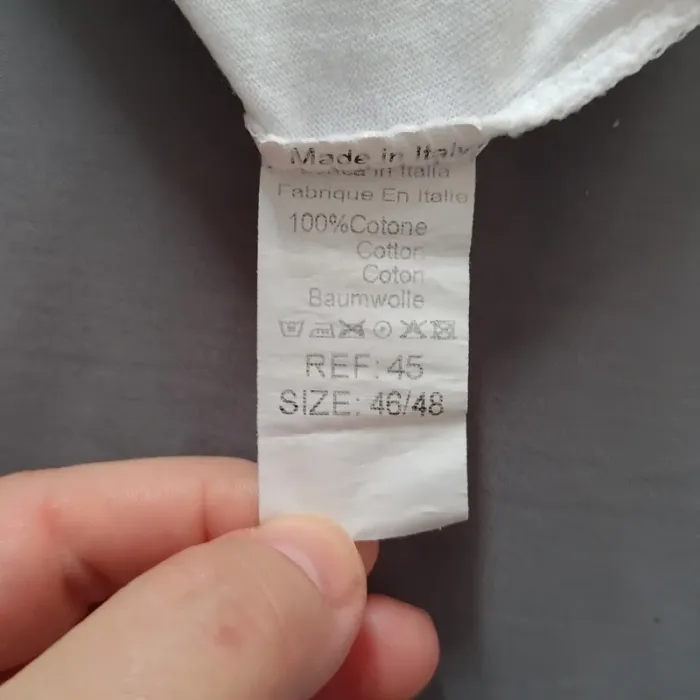 Made in Italy
in Italia
Fabrique En Italie
100%Cotone
Cotton
Coton
Baumwolle
REF: 45
SIZE: 46/48